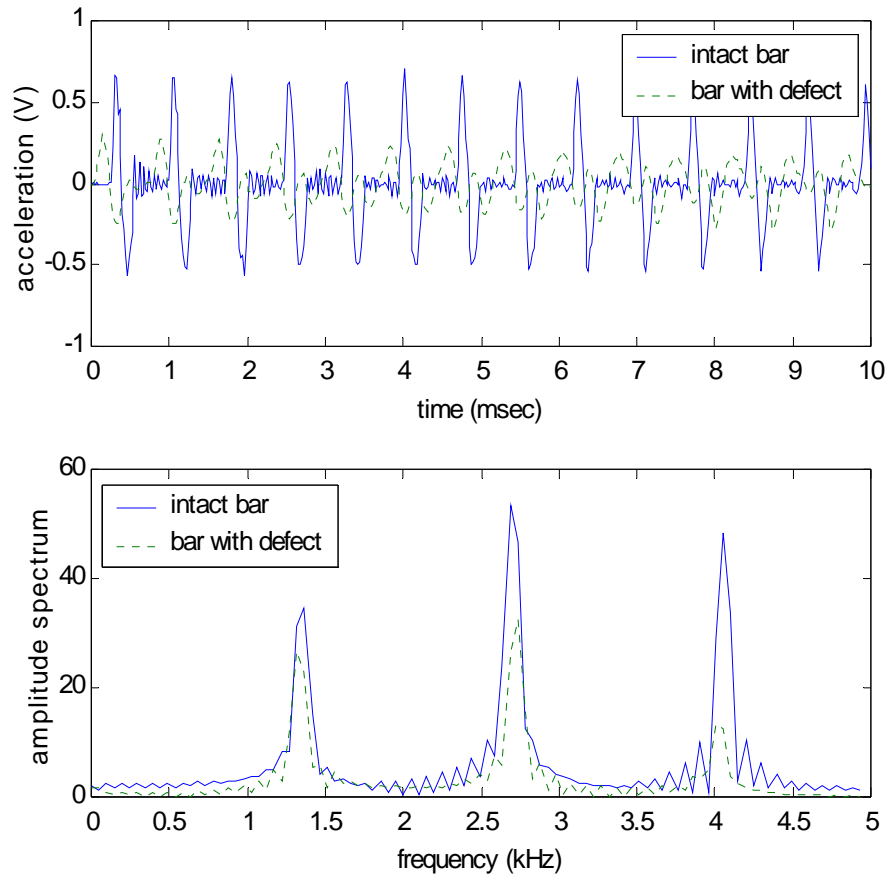 1
0.5
0
-0.5
-1
acceleration (V)
intact bar
bar with defect
0 1 2 3 4 5 6 7 8 9 10
time (msec)
60
40
20
0
amplitude spectrum
intact bar
bar with defect
0 0.5 1 1.5 2 2.5 3 3.5 4 4.5 5
frequency (kHz)